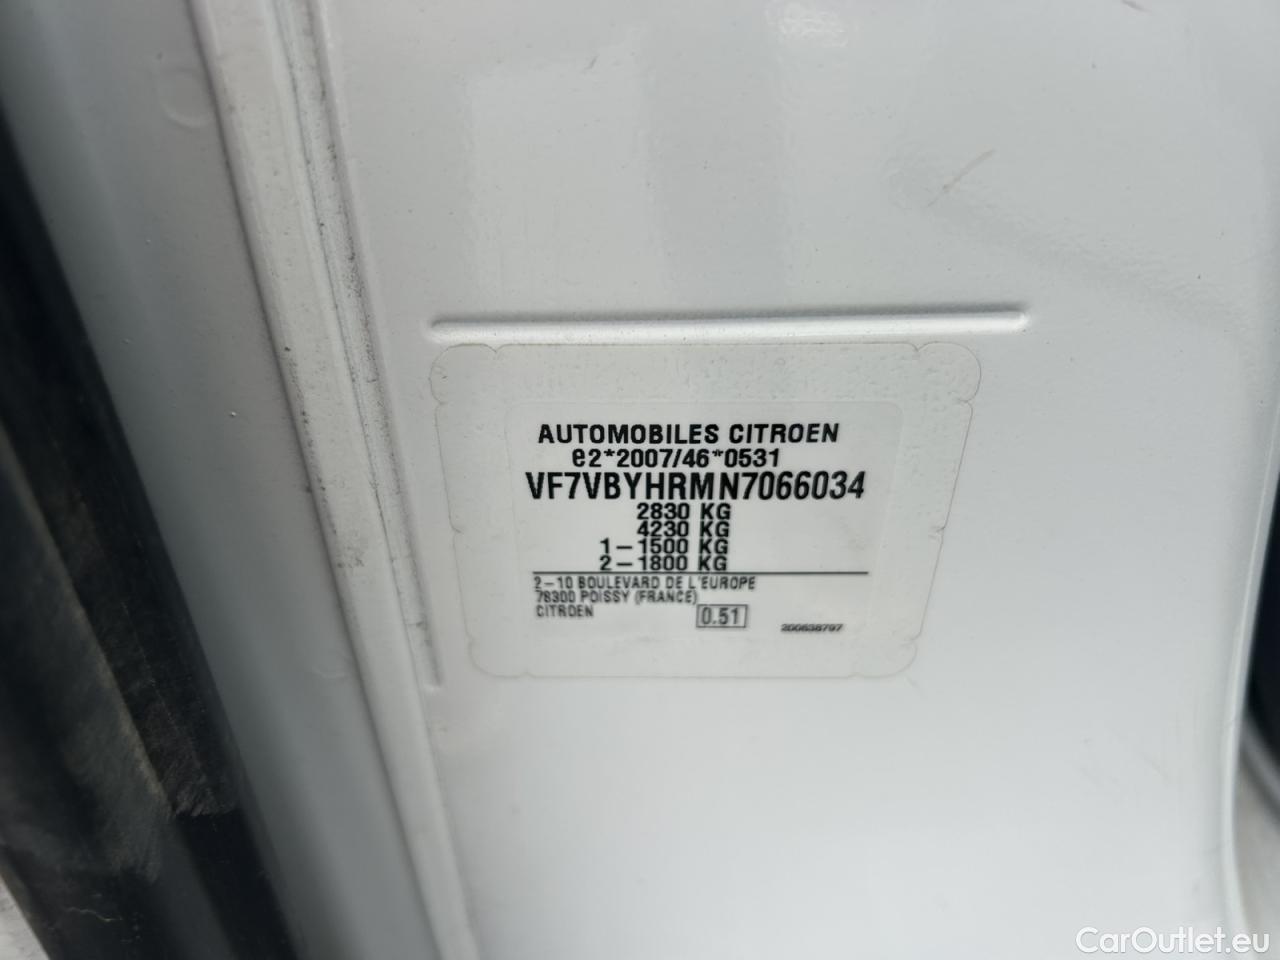 AUTOMOBILES CITROEN
e2*2007/46*0531
VF7VBYHRMN7066034
2830 KG
4230 KG
1-1500 KG
2-1800 KG
2-10 BOULEVARD DE L'EUROPE
78300 POISSY (FRANCE)
CITROEN
0.51
200638797
CarOutlet.eu